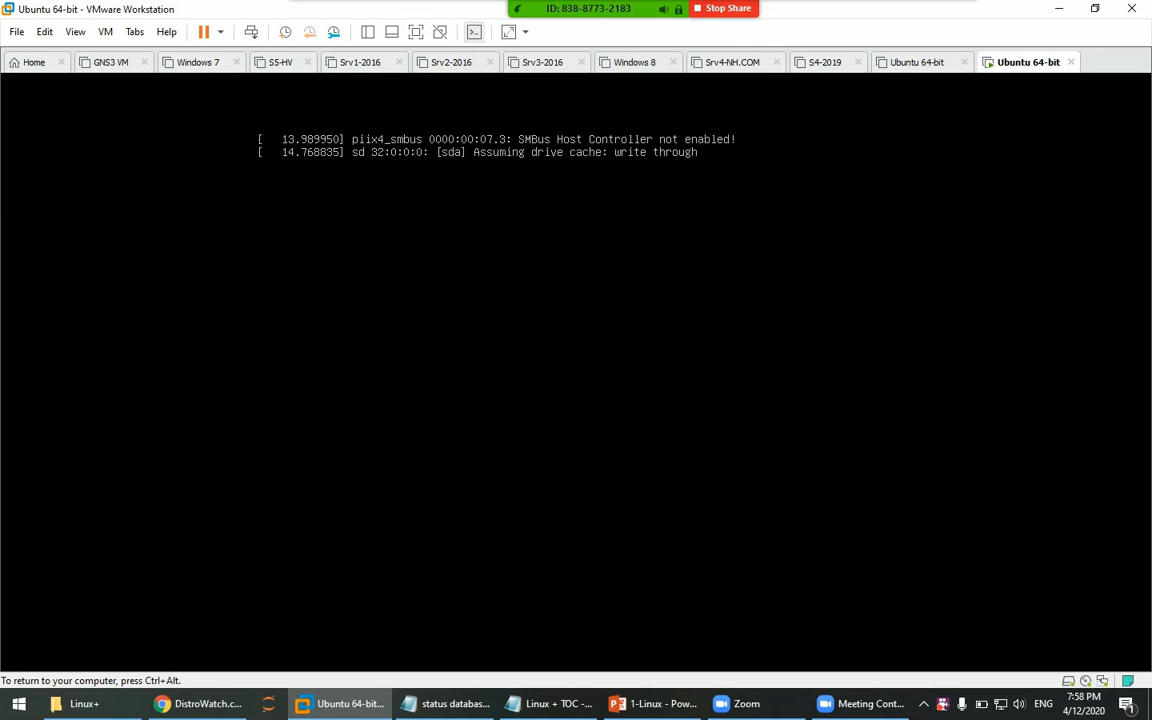 Ubuntu 64-bit - VMware Workstation
ID: 838-8773-2183
Stop Share
File Edit View VM Tabs Help
Home GNS3 VM Windows 7 S5-HV Srv1-2016 Srv2-2016 Srv3-2016 Windows 8 Srv4-NH.COM S4-2019 Ubuntu 64-bit Ubuntu 64-bit
[ 13.989950] piix4_smbus 0000:00:07.3: SMBus Host Controller not enabled!
[ 14.768835] sd 32:0:0:0: [sda] Assuming drive cache: write through
To return to your computer, press Ctrl+Alt.
Linux+ DistroWatch.c... Ubuntu 64-bit... status databas... Linux + TOC -... 1-Linux - Pow... Zoom Meeting Cont... ENG
7:58 PM
4/12/2020
1